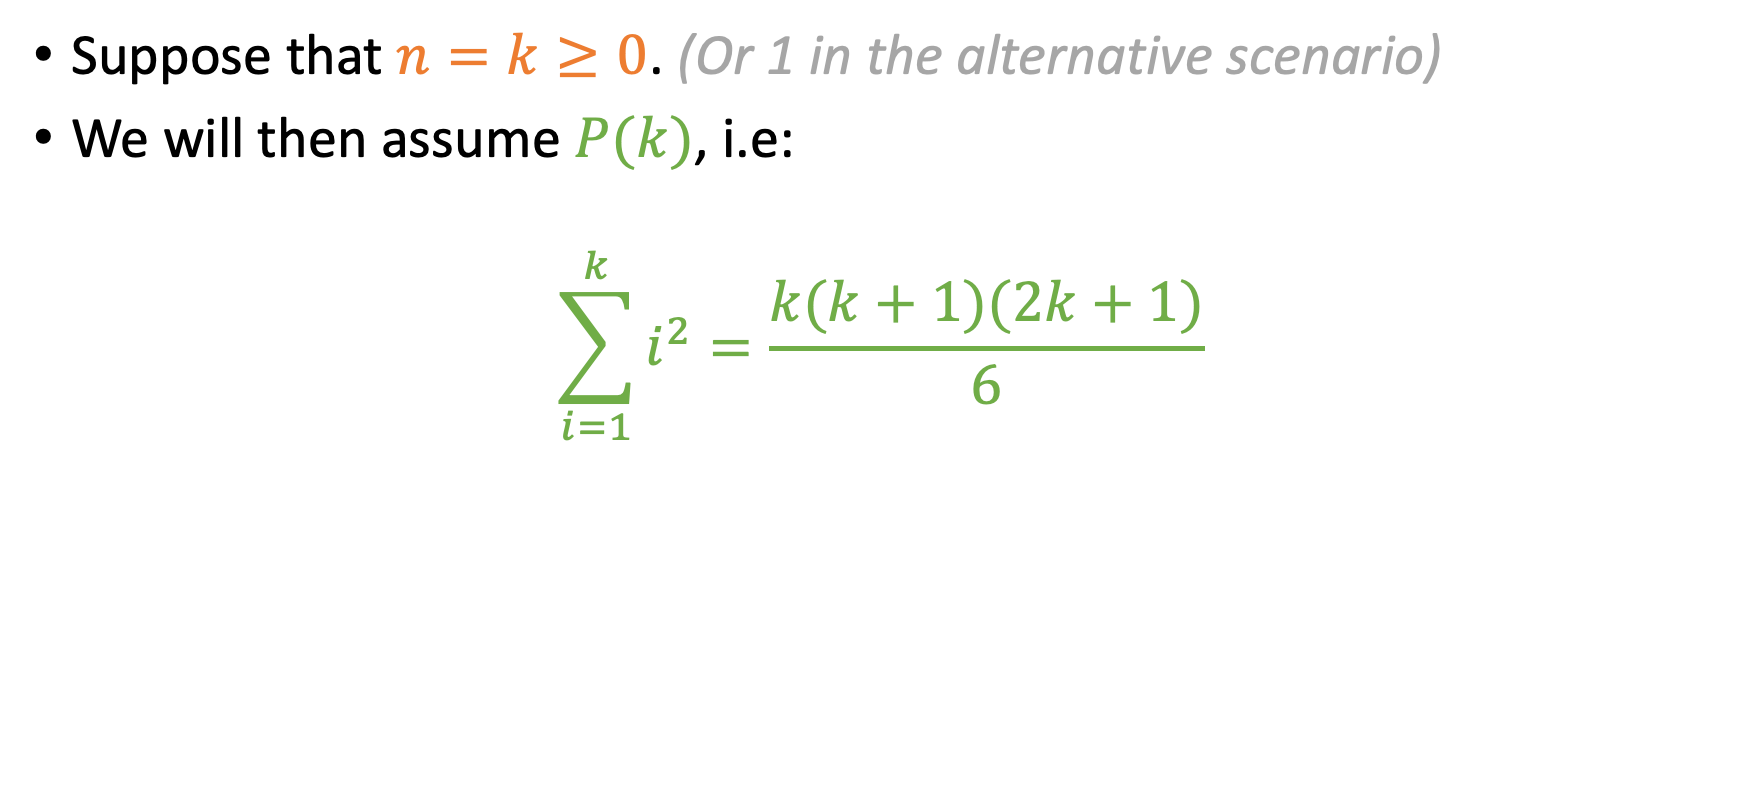 • Suppose that n = k ≥ 0. (Or 1 in the alternative scenario)
• We will then assume P(k), i.e:
k
∑ i² = k(k + 1)(2k + 1)
6
i=1